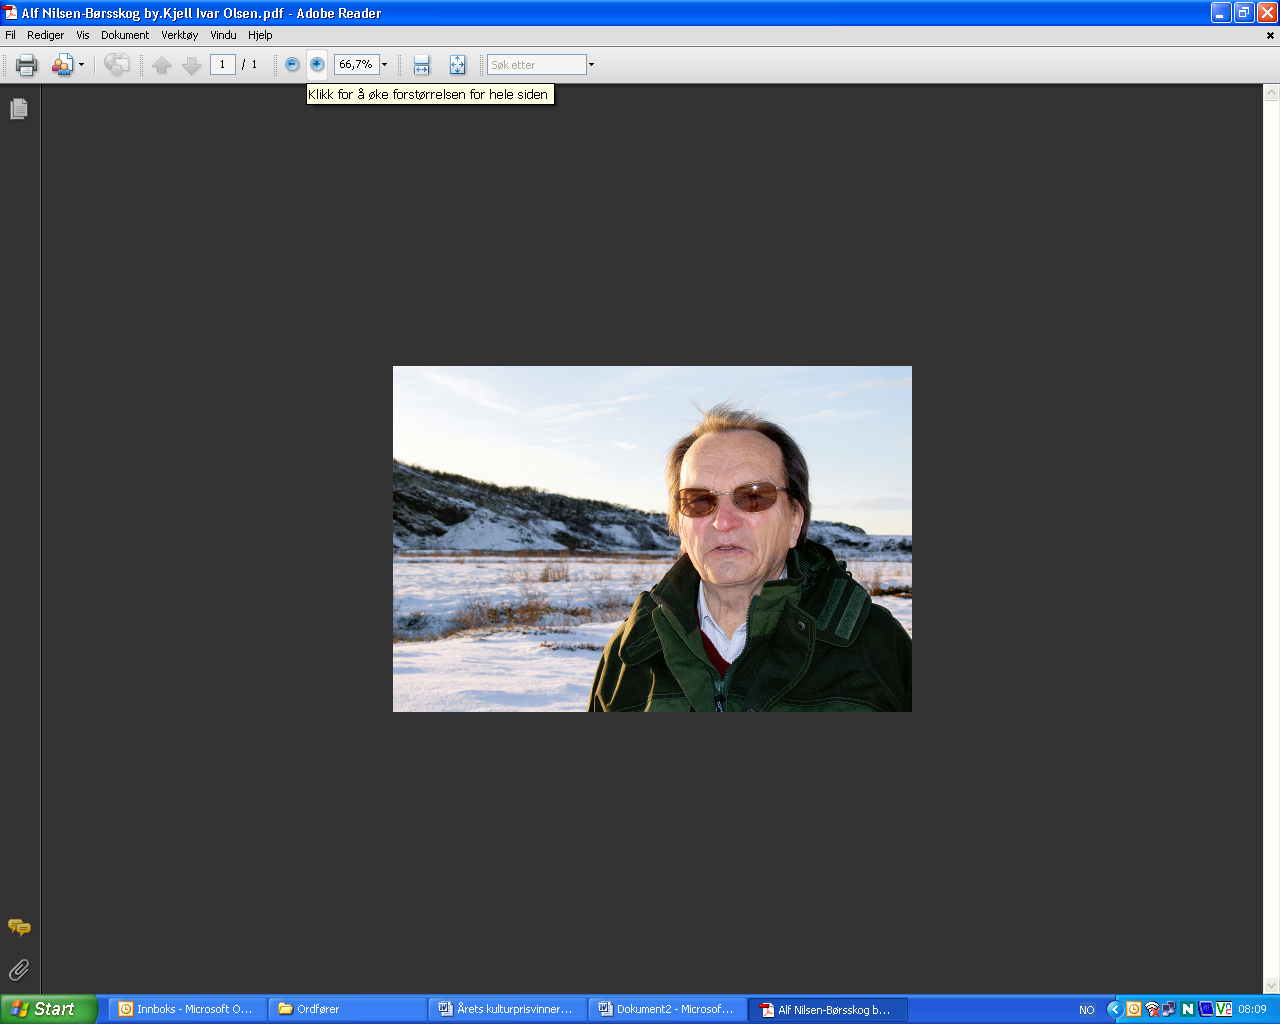 Alf Nilsen-Børsskog by.Kjell Ivar Olsen.pdf - Adobe Reader
Fil Rediger Vis Dokument Verktøy Vindu Hjelp
1 / 1 66,7% Søk etter
Klikk for å øke forstørrelsen for hele siden
Start Innboks - Microsoft O... Ordfører Årets kulturprisvinner... Dokument2 - Microsof... Alf Nilsen-Børsskog b... NO 08:09